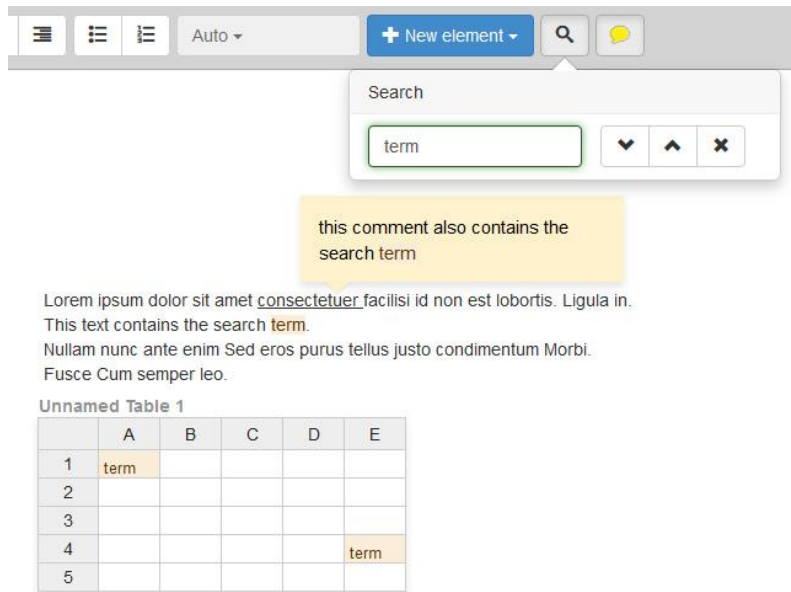 Auto
New element
Search
term
this comment also contains the
search term
Lorem ipsum dolor sit amet consectetuer facilisi id non est lobortis. Ligula in.
This text contains the search term.
Nullam nunc ante enim Sed eros purus tellus justo condimentum Morbi.
Fusce Cum semper leo.
Unnamed Table 1
A B C D E
1 term
2
3
4 term
5